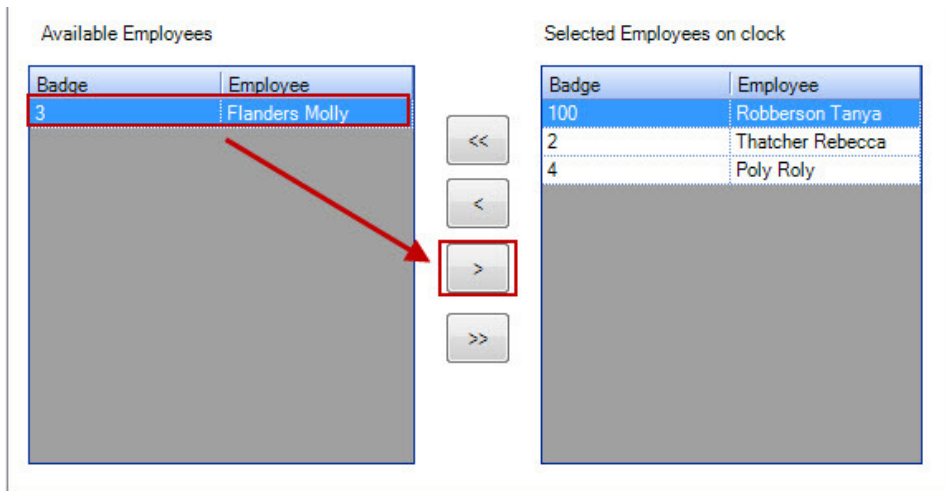 Available Employees
Selected Employees on clock
Badge Employee
3 Flanders Molly
<<
<
>
>>
Badge Employee
100 Robberson Tanya
2 Thatcher Rebecca
4 Poly Roly